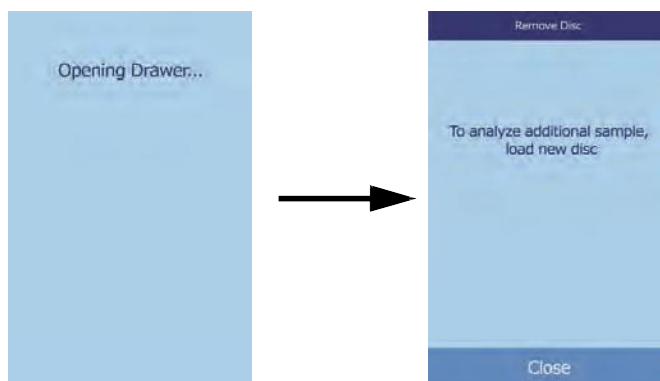 Opening Drawer...
Remove Disc
To analyze additional sample,
load new disc
Close